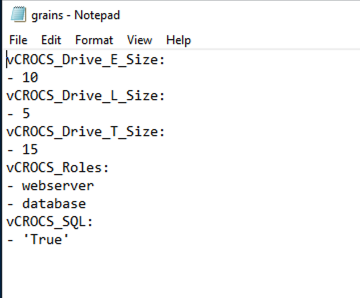 grains - Notepad
File Edit Format View Help
vCROCS_Drive_E_Size:
- 10
vCROCS_Drive_L_Size:
- 5
vCROCS_Drive_T_Size:
- 15
vCROCS_Roles:
- webserver
- database
vCROCS_SQL:
- 'True'